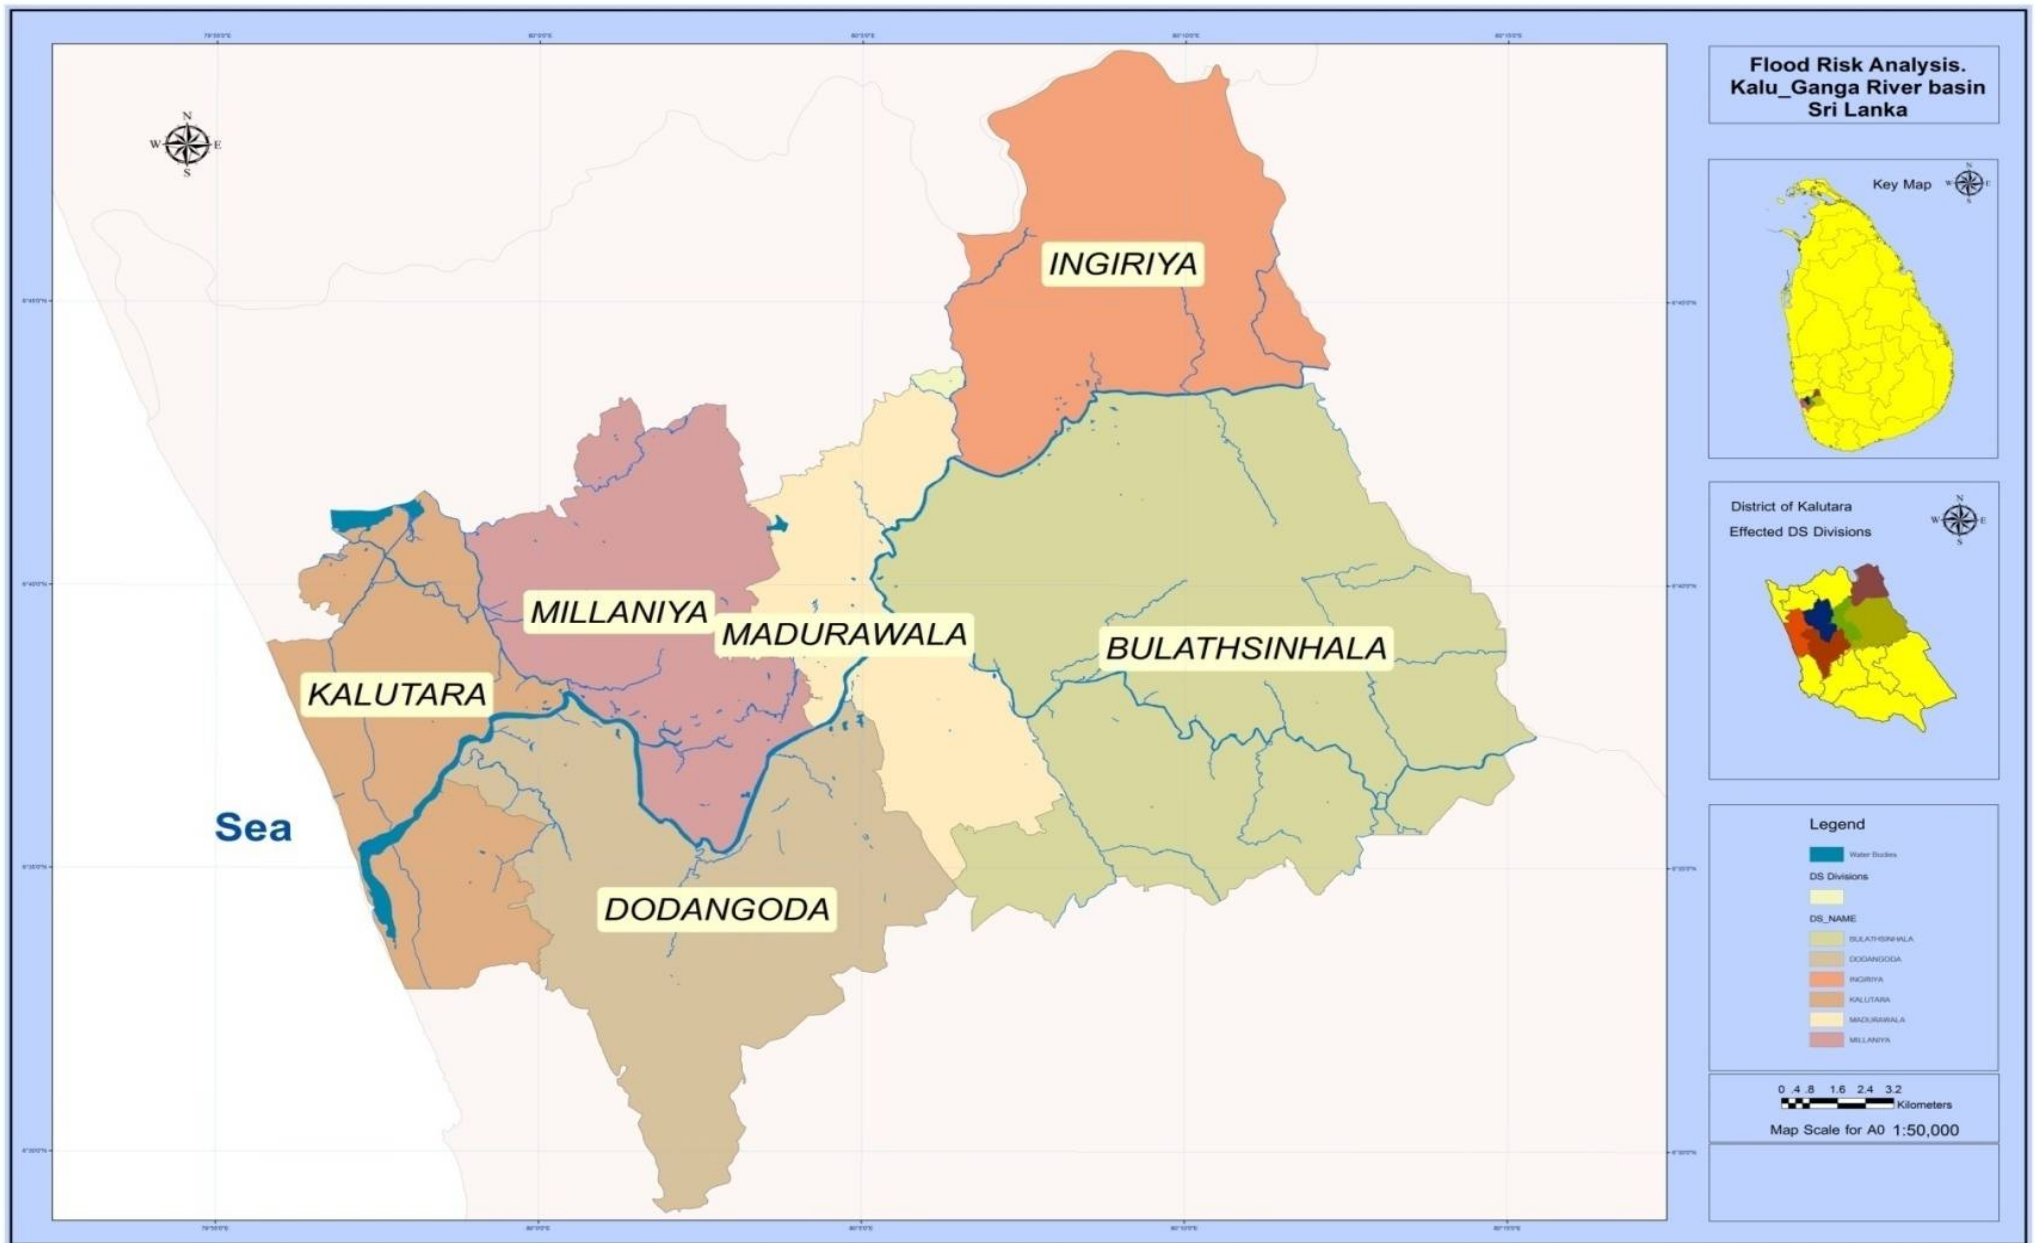 Flood Risk Analysis.
Kalu_Ganga River basin
Sri Lanka
N
W E
S
INGIRIYA
MILLANIYA
MADURAWALA
BULATHSINHALA
KALUTARA
DODANGODA
Sea
Key Map
N
W E
S
District of Kalutara
Effected DS Divisions
N
W E
S
Legend
Water Bodies
DS Divisions
DS_NAME
BULATHSINHALA
DODANGODA
INGIRIYA
KALUTARA
MADURAWALA
MILLANIYA
0 .4 .8 1.6 2.4 3.2
Kilometers
Map Scale for A0 1:50,000